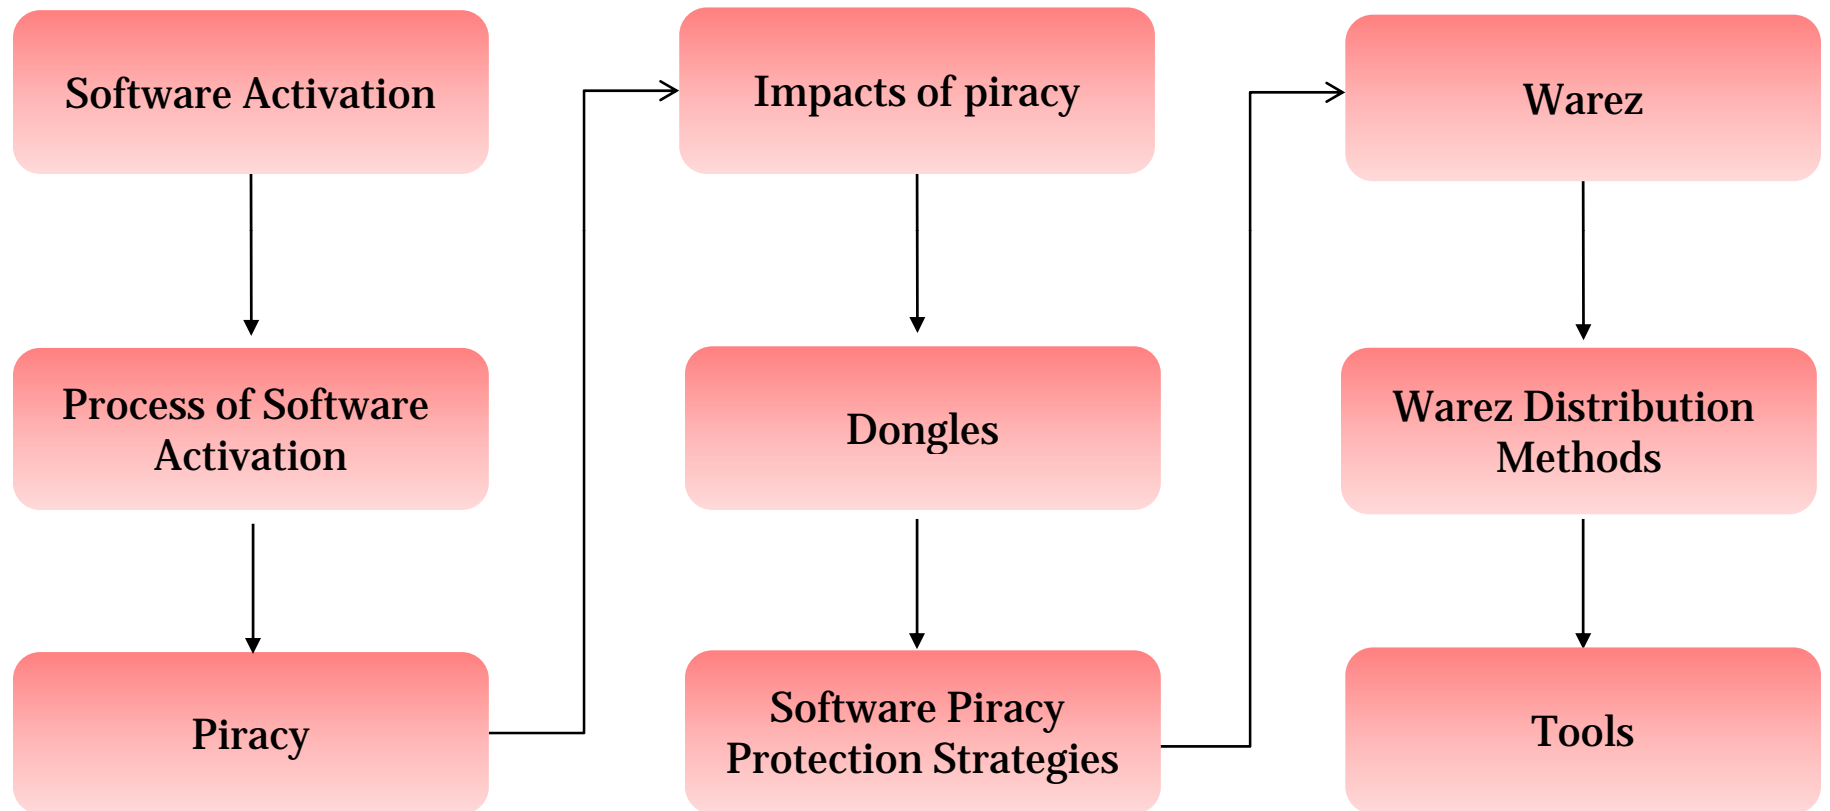 Software Activation
Process of Software
Activation
Piracy
Impacts of piracy
Dongles
Software Piracy
Protection Strategies
Warez
Warez Distribution
Methods
Tools